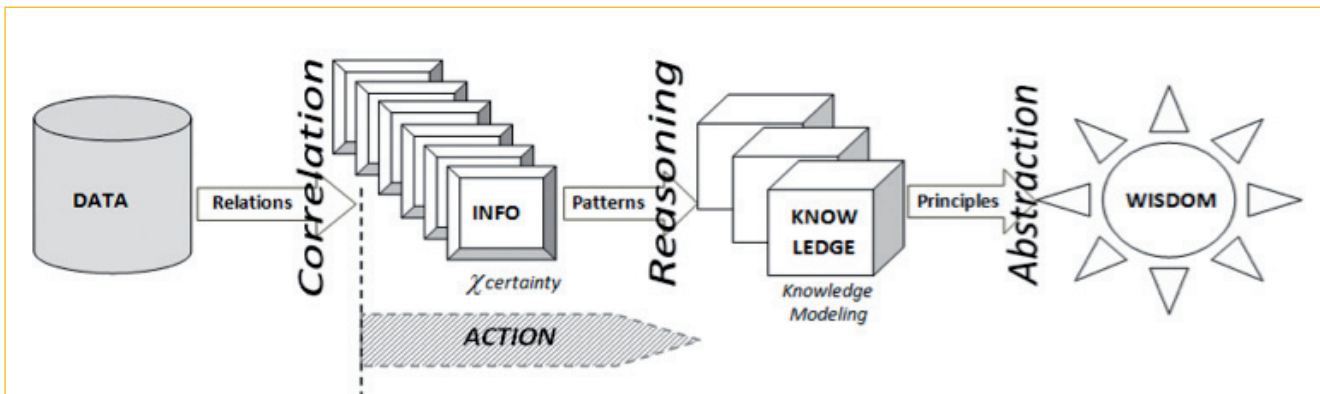 DATA
Relations
Correlation
INFO
χ certainty
Patterns
Reasoning
KNOW
LEDGE
Knowledge
Modeling
Principles
Abstraction
WISDOM
ACTION